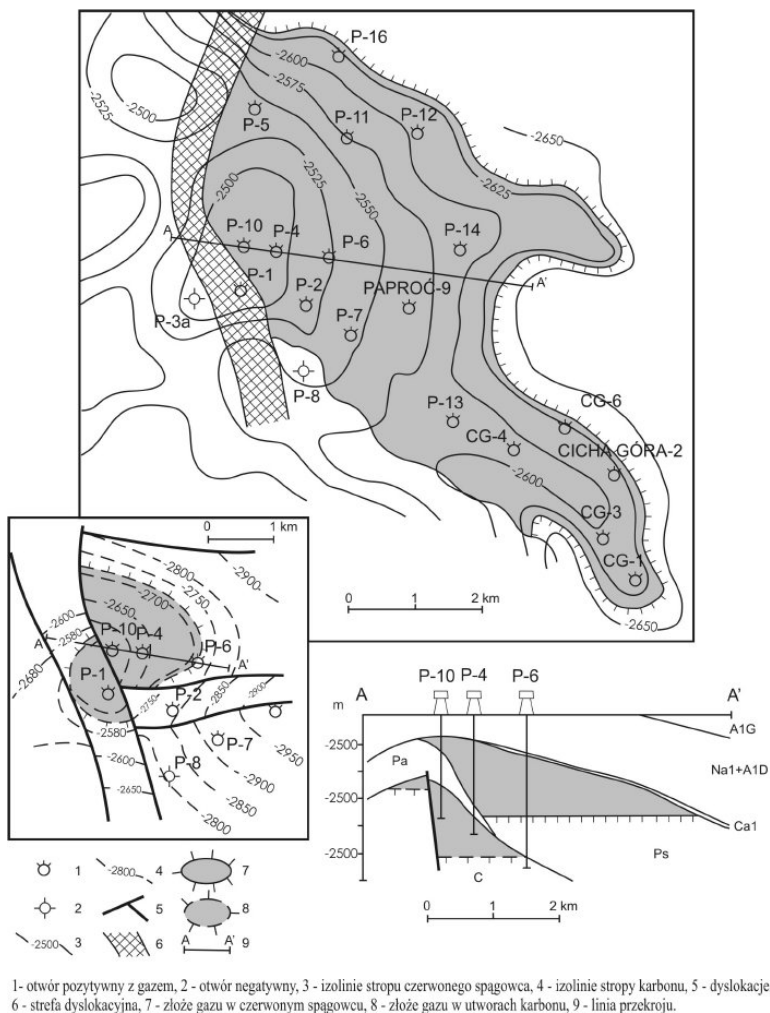 P-16
-2600
-2575
-2500
-2525
P-5
P-11
P-12
-2650
-2625
-2500
-2525
-2550
A
P-10
P-4
P-6
P-14
P-1
P-2
PAPROĆ-9
A'
P-3a
P-7
P-8
P-13
CG-6
CG-4
CICHA GÓRA-2
-2600
CG-3
CG-1
-2650
0 1 2 km
0 1 km
-2900
-2800
-2750
-2700
-2650
-2600
-2580
P-10
P-4
A
P-6
A'
-2680
P-1
P-2
-2750
-2850
-2900
-2580
P-7
-2950
-2600
P-8
-2900
-2650
-2850
-2800
A P-10 P-4 P-6 A'
m
A1G
-2500
Pa
Na1+A1D
-2500
Ca1
-2500
Ps
C
0 1 2 km
1 -2800 4 7
2 5 8
-2500 3 6 A A' 9
1- otwór pozytywny z gazem, 2 - otwór negatywny, 3 - izolinie stropu czerwonego spągowca, 4 - izolinie stropy karbonu, 5 - dyslokacje
6 - strefa dyslokacyjna, 7 - złoże gazu w czerwonym spągowcu, 8 - złoże gazu w utworach karbonu, 9 - linia przekroju.